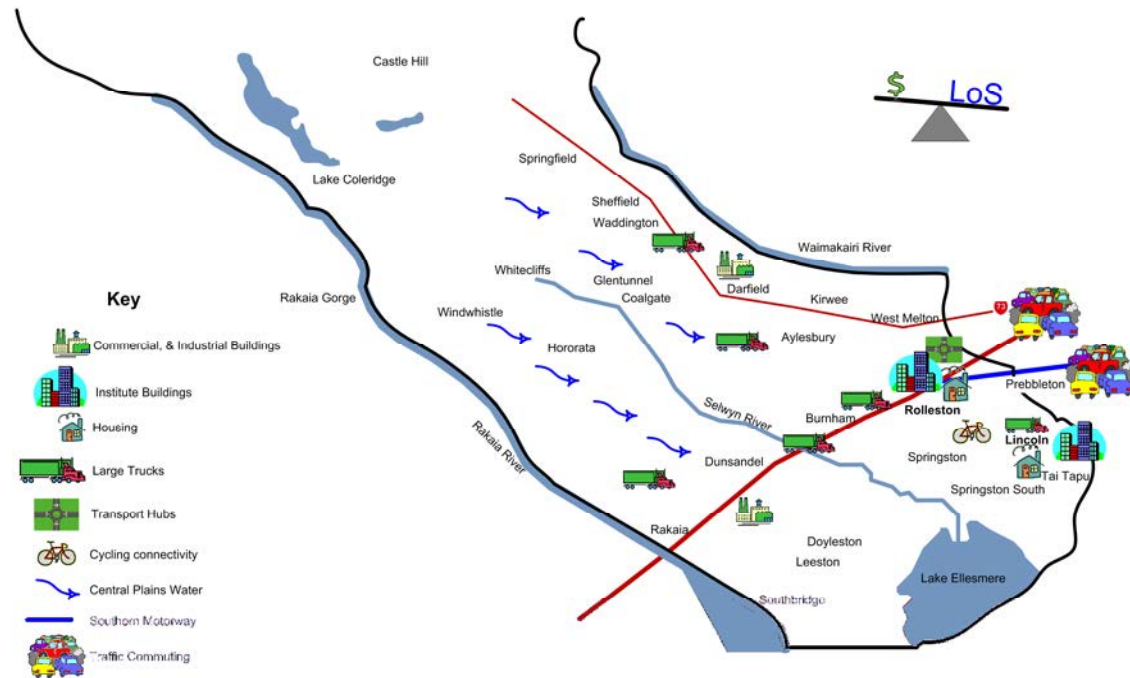 Castle Hill
$ LoS
Springfield
Lake Coleridge
Sheffield
Waddington
Waimakairi River
Whitecliffs
Glentunnel
Darfield
Key
Rakaia Gorge
Coalgate
Kirwee
73
Windwhistle
West Melton
Commercial, & Industrial Buildings
Hororata
Aylesbury
Institute Buildings
Prebbleton
Rolleston
Housing
Selwyn River
Burnham
Rakaia River
Lincoln
Springston
Large Trucks
Dunsandel
Tai Tapu
Springston South
Transport Hubs
Rakaia
Doyleston
Cycling connectivity
Leeston
Lake Ellesmere
Central Plains Water
Southbridge
Southern Motorway
Traffic Commuting